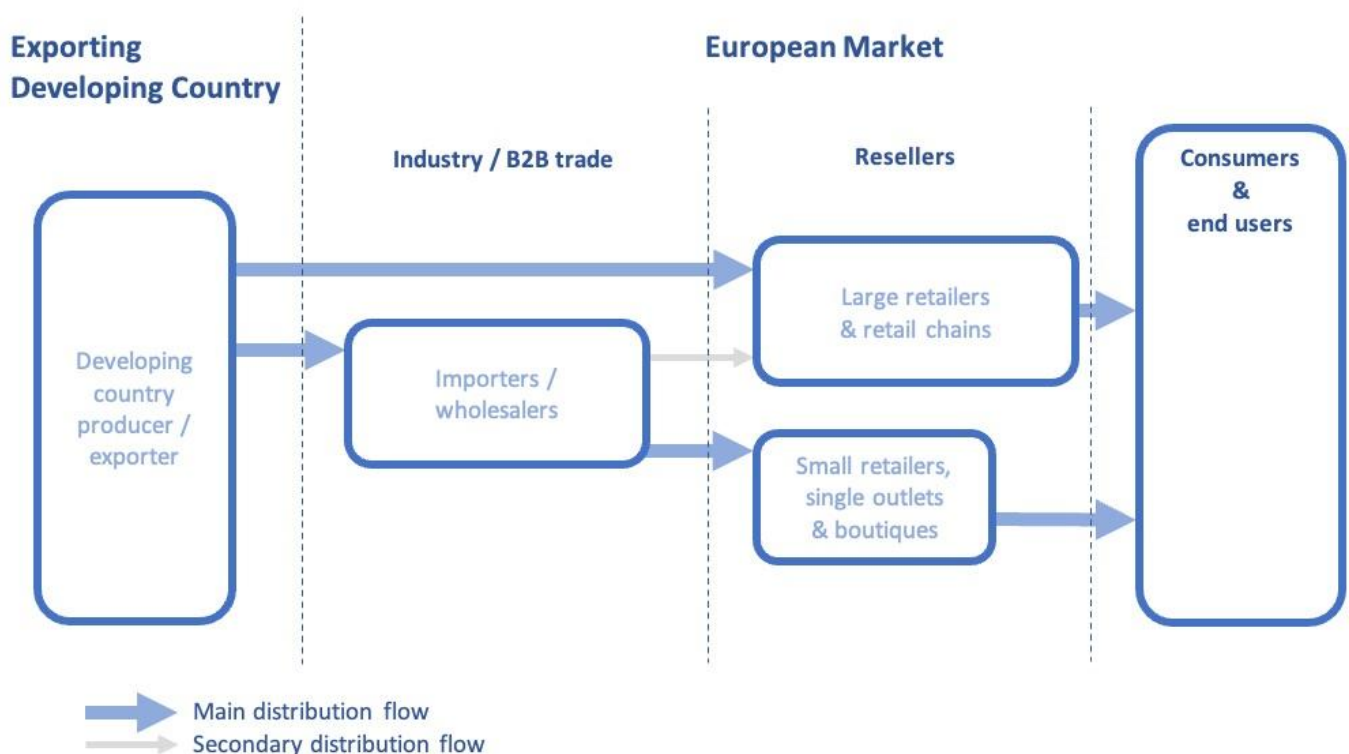 Exporting
Developing Country
European Market
Industry / B2B trade
Resellers
Consumers
&
end users
Developing
country
producer /
exporter
Importers /
wholesalers
Large retailers
& retail chains
Small retailers,
single outlets
& boutiques
Main distribution flow
Secondary distribution flow